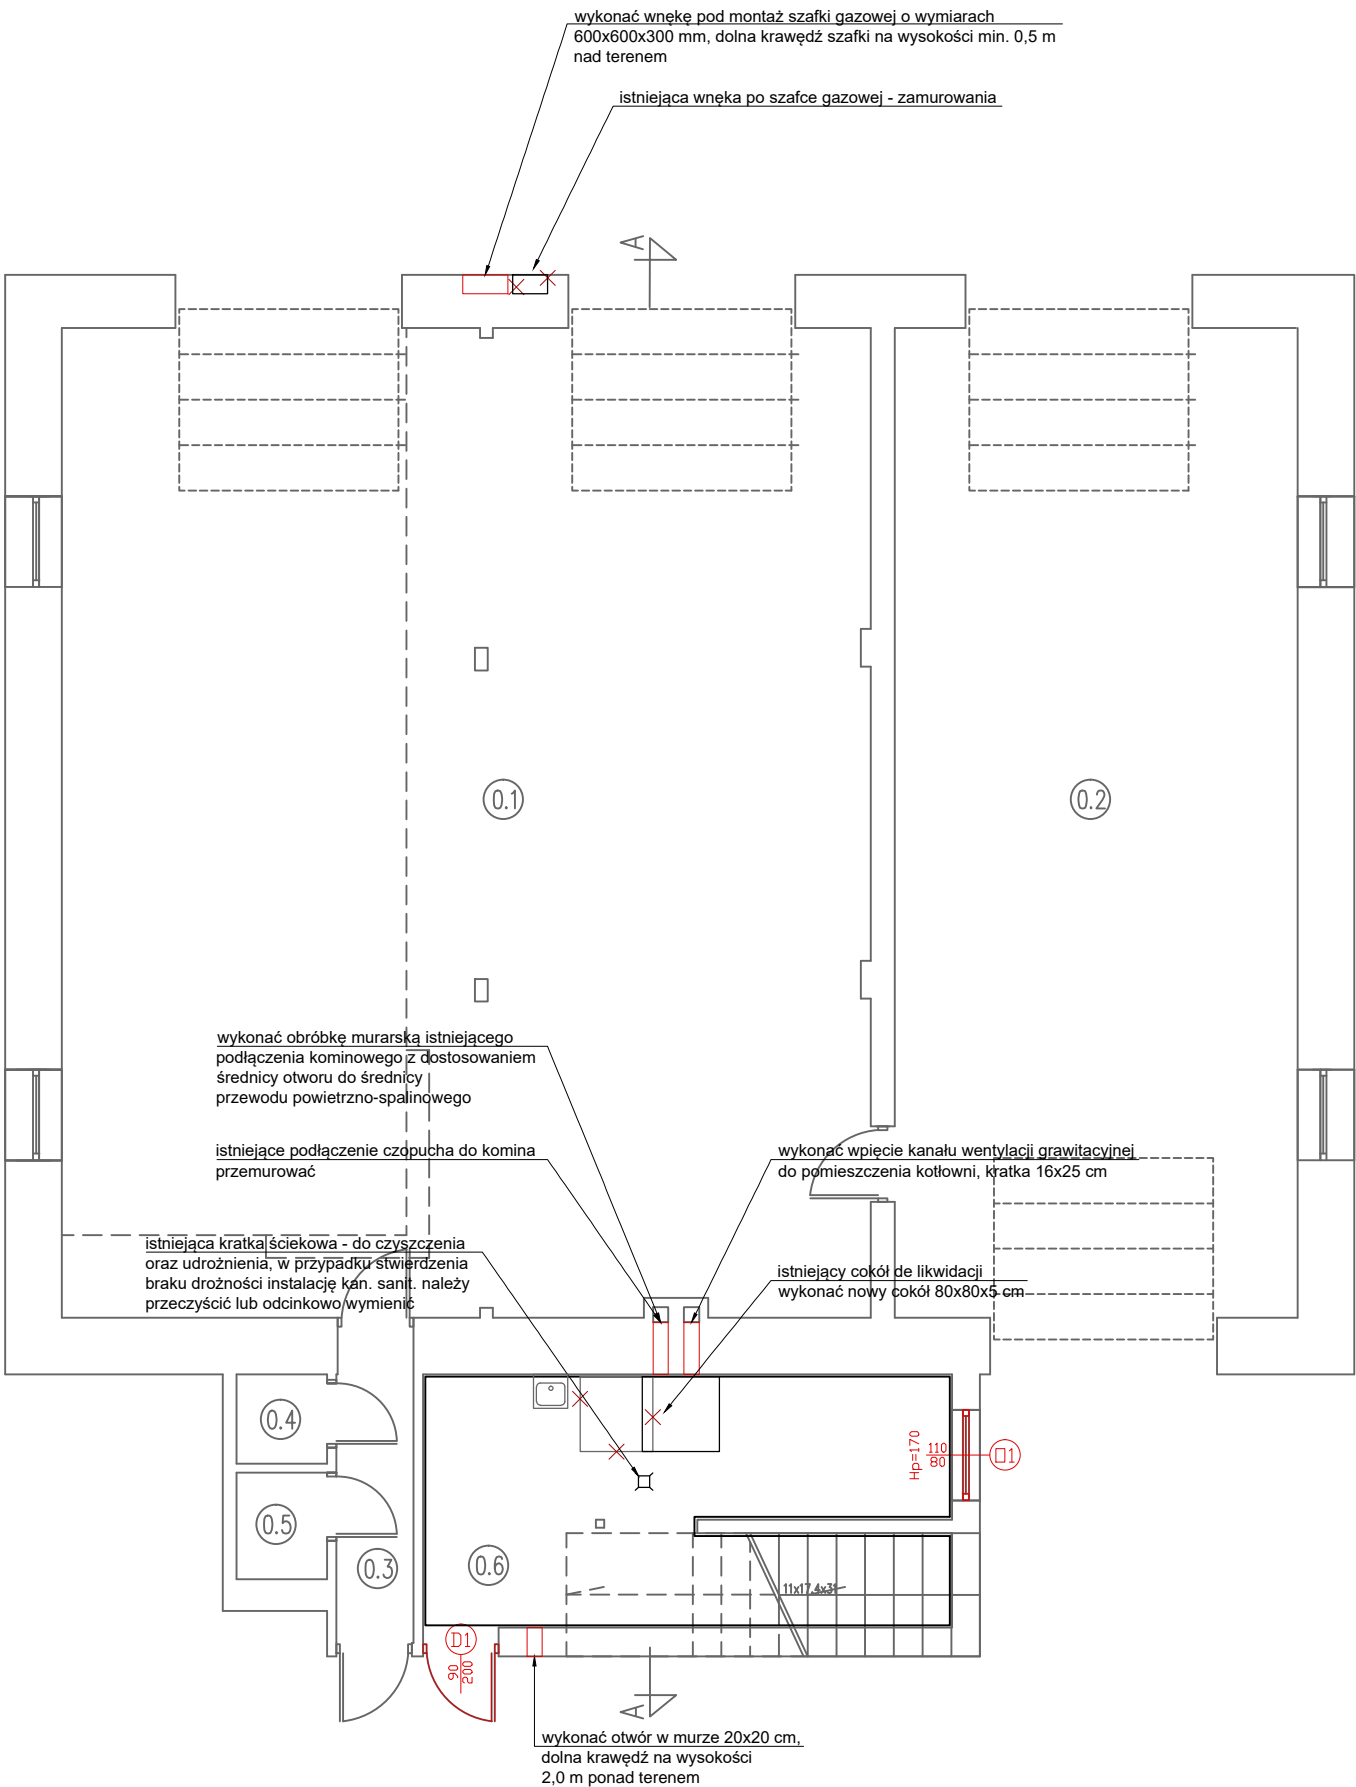 wykonać wnękę pod montaż szafki gazowej o wymiarach
600x600x300 mm, dolna krawędź szafki na wysokości min. 0,5 m
nad terenem
istniejąca wnęka po szafce gazowej - zamurowania
A
0.1
0.2
wykonać obróbkę murarską istniejącego
podłączenia kominowego z dostosowaniem
średnicy otworu do średnicy
przewodu powietrzno-spalinowego
istniejące podłączenie czopucha do komina
przemurować
wykonać wpięcie kanału wentylacji grawitacyjnej
do pomieszczenia kotłowni, kratka 16x25 cm
istniejąca kratka ściekowa - do czyszczenia
oraz udrożnienia, w przypadku stwierdzenia
braku drożności instalację kan. sanit. należy
przeczyścić lub odcinkowo wymienić
istniejący cokół de likwidacji
wykonać nowy cokół 80x80x5 cm
0.4
Hp=170
110
80
O1
0.5
0.3
0.6
11x17,4x31
D1
90
200
A
wykonać otwór w murze 20x20 cm,
dolna krawędź na wysokości
2,0 m ponad terenem